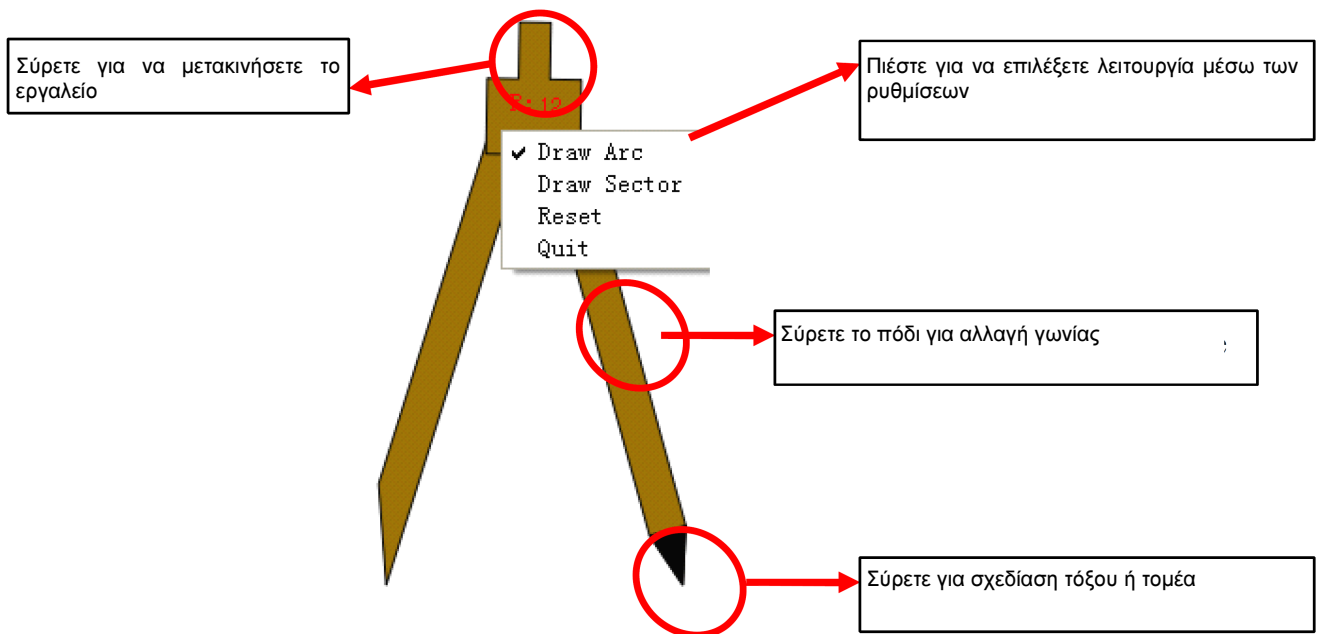 Σύρετε για να μετακινήσετε το
εργαλείο
Πιέστε για να επιλέξετε λειτουργία μέσω των
ρυθμίσεων
✔ Draw Arc
Draw Sector
Reset
Quit
Σύρετε το πόδι για αλλαγή γωνίας
Σύρετε για σχεδίαση τόξου ή τομέα